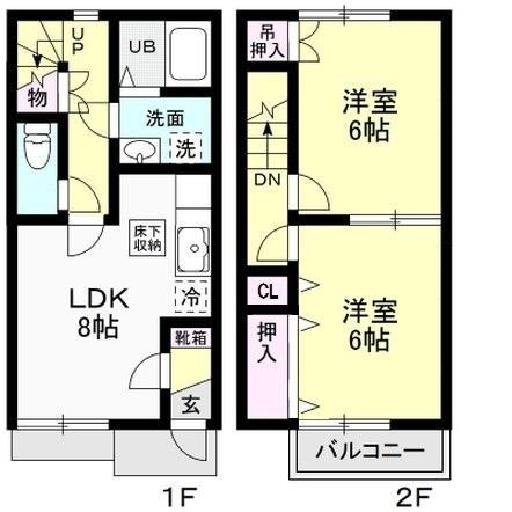 UP
UB
物
洗面
洗
床下
収納
LDK
8帖
冷
靴箱
玄
1F
吊
押入
洋室
6帖
DN
CL
洋室
6帖
押
入
バルコニー
2F